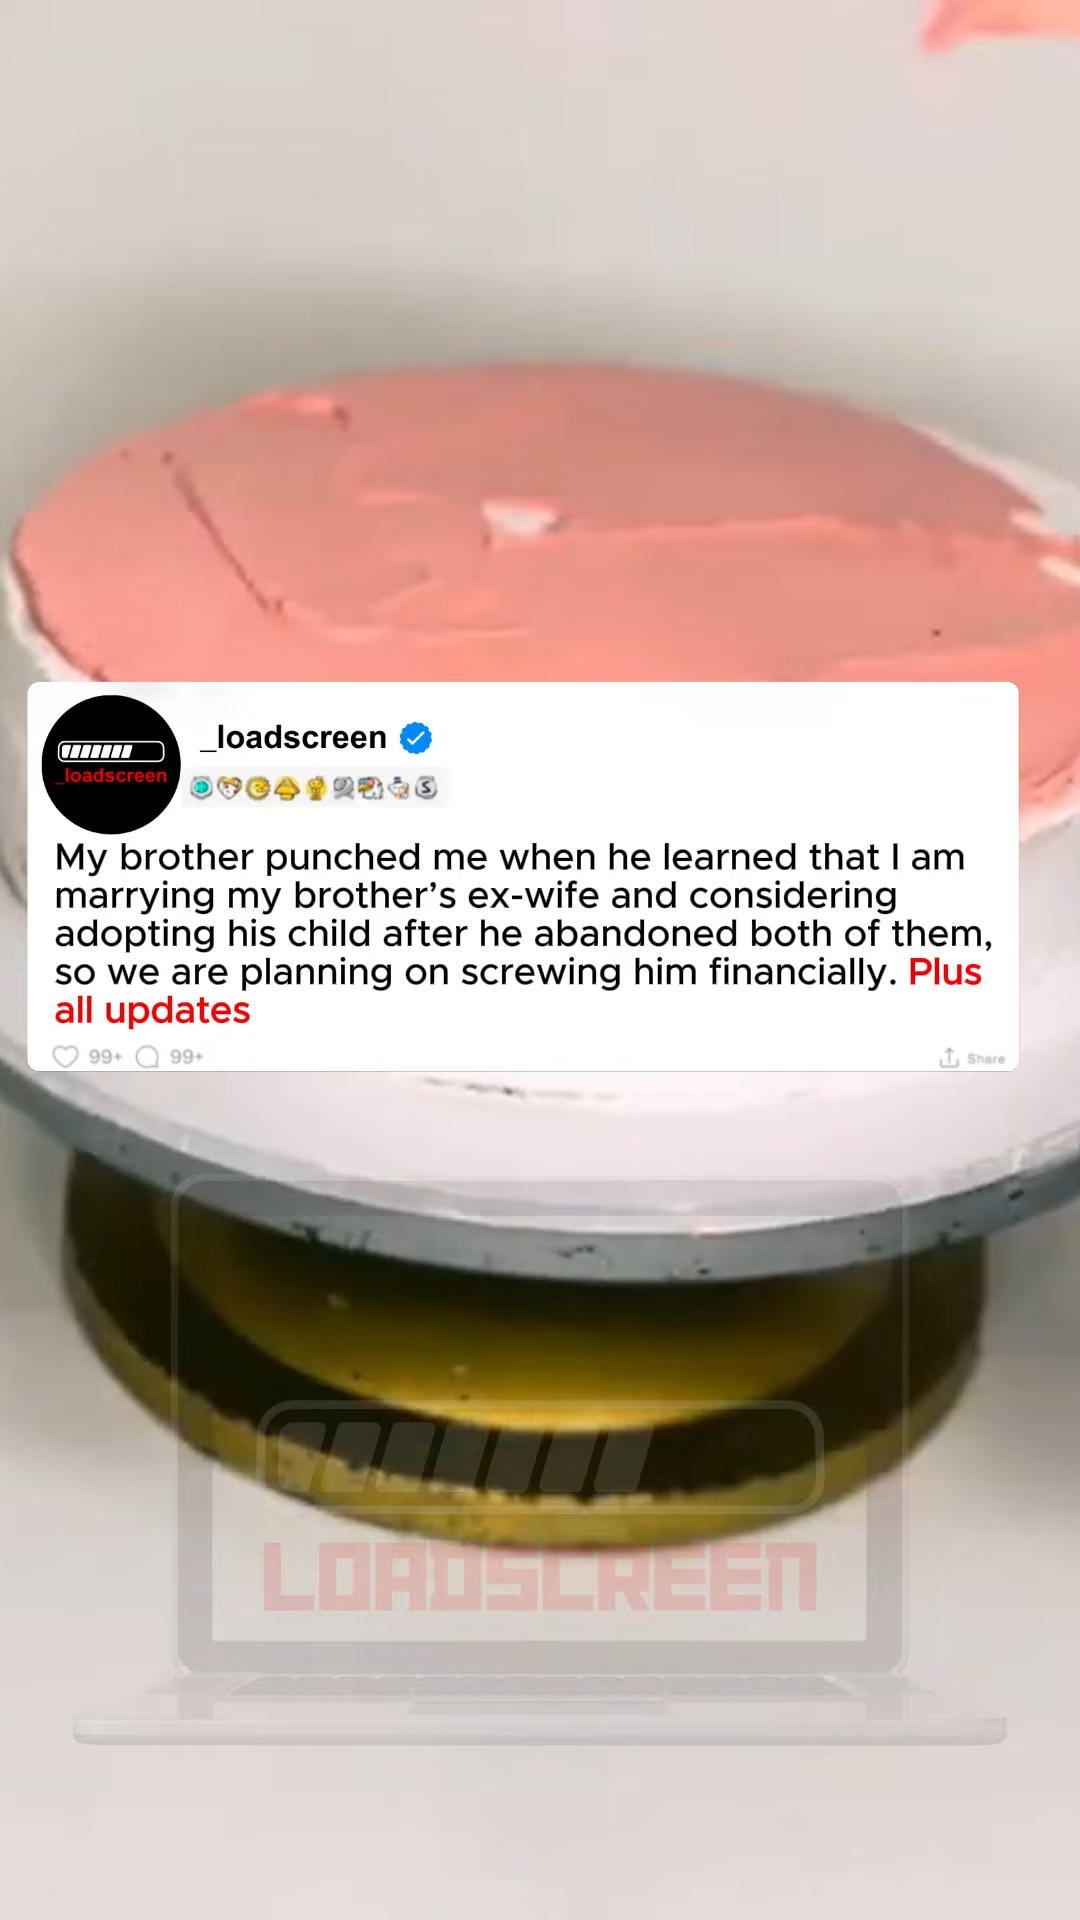 _loadscreen
_loadscreen
My brother punched me when he learned that I am
marrying my brother’s ex-wife and considering
adopting his child after he abandoned both of them,
so we are planning on screwing him financially. Plus
all updates
99+ 99+ Share
LOADSCREEN